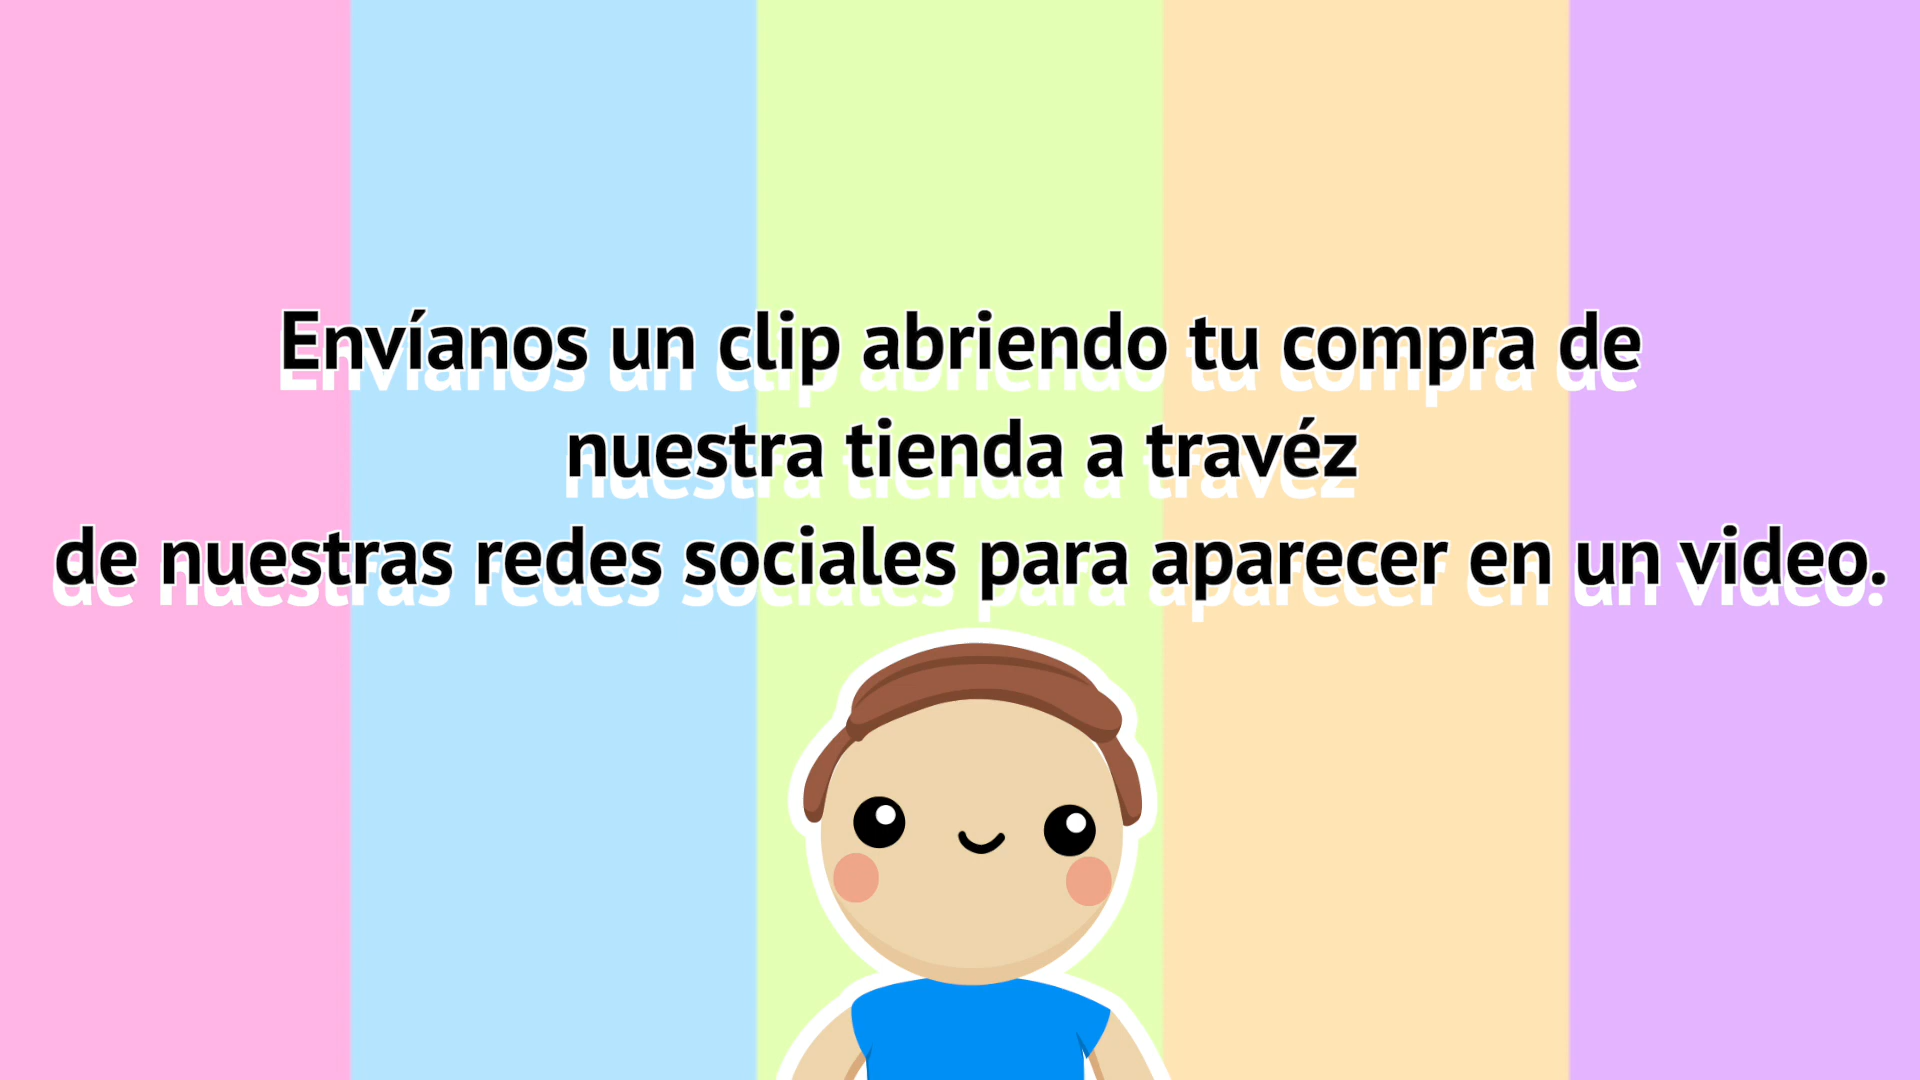 Envíanos un clip abriendo tu compra de
nuestra tienda a travéz
de nuestras redes sociales para aparecer en un video.